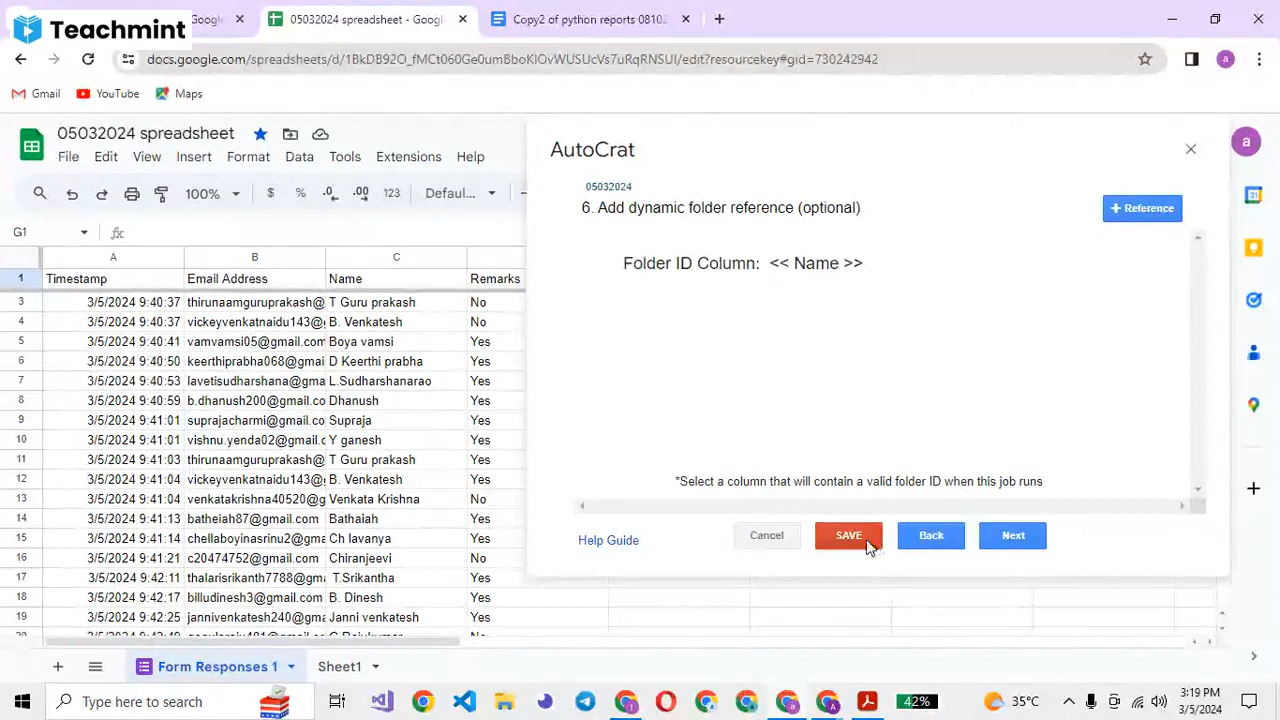 Teachmint
Google
05032024 spreadsheet - Google
Copy2 of python reports 08102
docs.google.com/spreadsheets/d/1BkDB92O_fMCt060Ge0umBboKIOvWUSUcVs7uRqRNSUI/edit?resourcekey#gid=730242942
a
Gmail
YouTube
Maps
05032024 spreadsheet
File Edit View Insert Format Data Tools Extensions Help
100% $ % .0 .00 123 Defaul...
G1 fx
A B C
1 Timestamp Email Address Name Remarks
3 3/5/2024 9:40:37 thirunaamguruprakash@ T Guru prakash No
4 3/5/2024 9:40:37 vickeyvenkatnaidu143@g B. Venkatesh No
5 3/5/2024 9:40:41 vamvamsi05@gmail.com Boya vamsi Yes
6 3/5/2024 9:40:50 keerthiprabha068@gmai D Keerthi prabha Yes
7 3/5/2024 9:40:53 lavetisudharshana@gma L.Sudharshanarao Yes
8 3/5/2024 9:40:59 b.dhanush200@gmail.co Dhanush Yes
9 3/5/2024 9:41:01 suprajacharmi@gmail.co Supraja Yes
10 3/5/2024 9:41:01 vishnu.yenda02@gmail.c Y ganesh Yes
11 3/5/2024 9:41:03 thirunaamguruprakash@ T Guru prakash Yes
12 3/5/2024 9:41:04 vickeyvenkatnaidu143@ B. Venkatesh Yes
13 3/5/2024 9:41:04 venkatakrishna40520@g Venkata Krishna No
14 3/5/2024 9:41:13 batheiah87@gmail.com Bathaiah Yes
15 3/5/2024 9:41:14 chellaboyinasrinu2@gma Ch lavanya Yes
16 3/5/2024 9:41:21 c20474752@gmail.com Chiranjeevi No
17 3/5/2024 9:42:11 thalarisrikanth7788@gma T.Srikantha Yes
18 3/5/2024 9:42:17 billudinesh3@gmail.com B. Dinesh Yes
19 3/5/2024 9:42:25 jannivenkatesh240@gma Janni venkatesh Yes
AutoCrat
a
05032024
6. Add dynamic folder reference (optional)
+ Reference
Folder ID Column: << Name >>
*Select a column that will contain a valid folder ID when this job runs
Help Guide
Cancel SAVE Back Next
Form Responses 1 Sheet1
Type here to search
42% 35°C 3:19 PM
3/5/2024